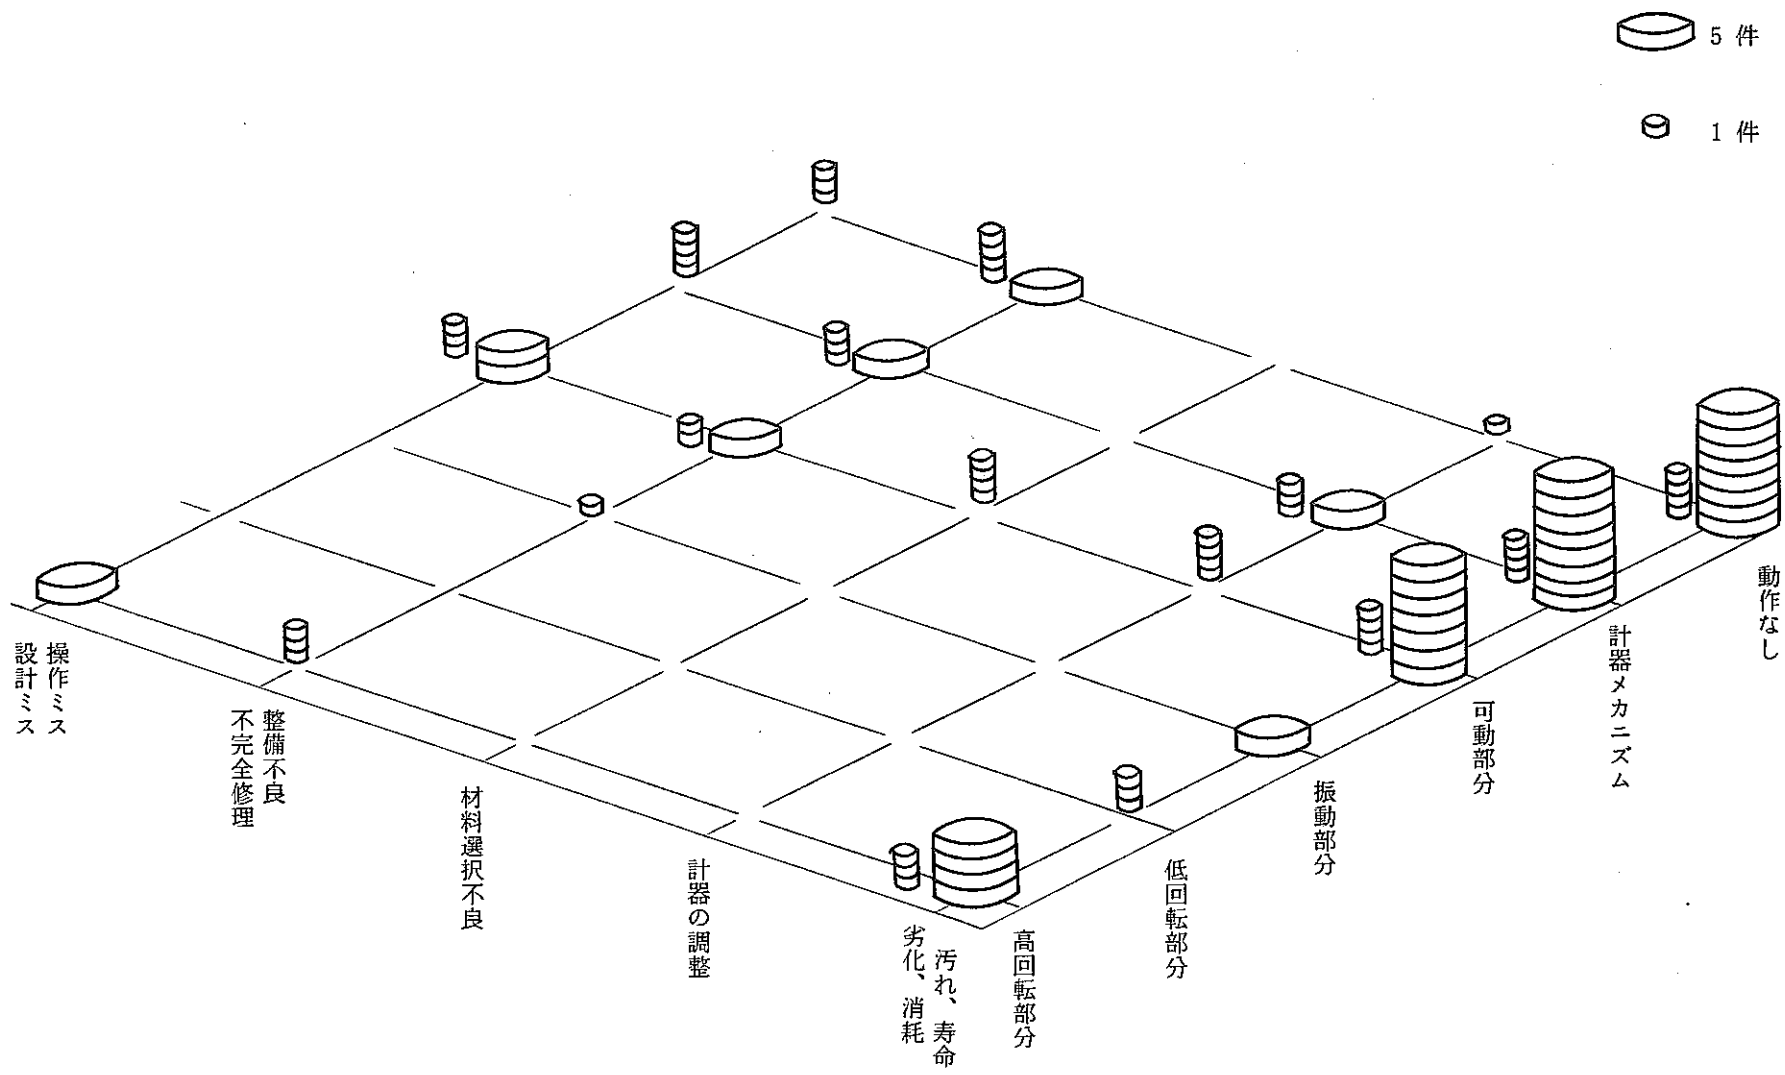 5 件
1 件
操作ミス
設計ミス
整備不良
不完全修理
材料選択不良
計器の調整
汚れ、寿命
劣化、消耗
高回転部分
低回転部分
振動部分
可動部分
計器メカニズム
動作なし